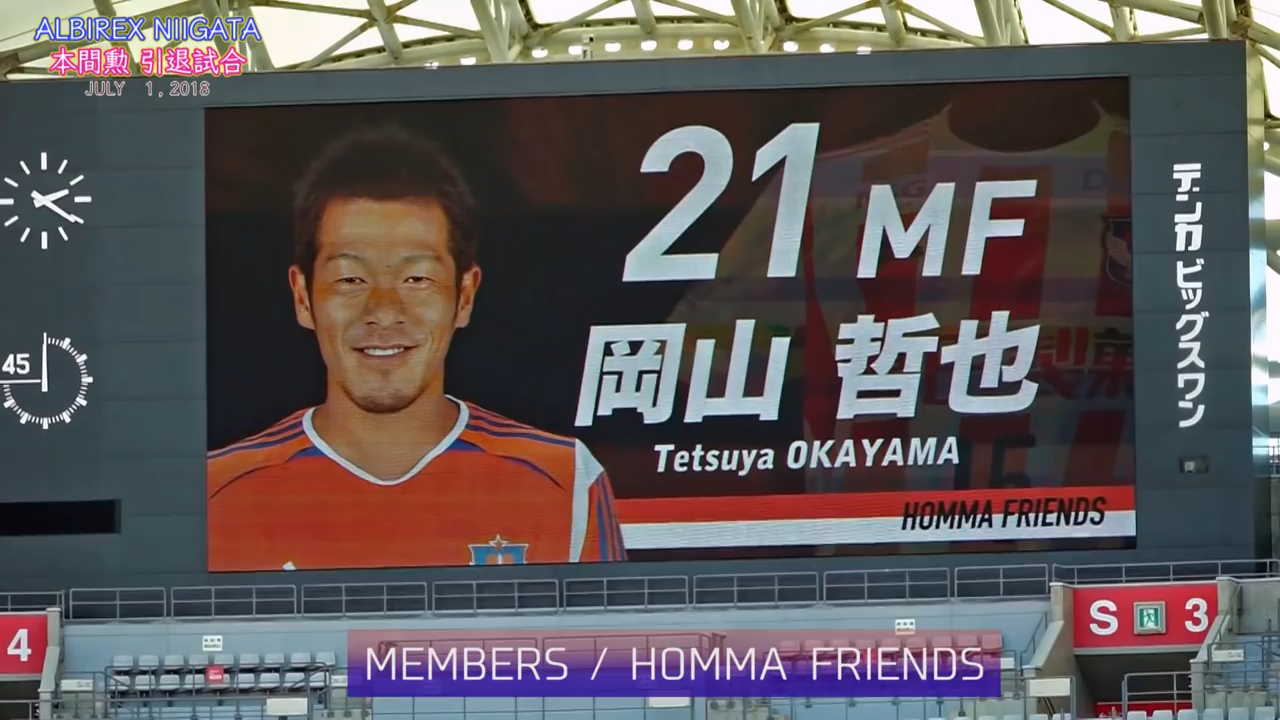 ALBIREX NIIGATA
本間勲 引退試合
JULY 1, 2018
21 MF
岡山 哲也
Tetsuya OKAYAMA
HOMMA FRIENDS
デンカビッグスワン
45
4
S 3
MEMBERS / HOMMA FRIENDS